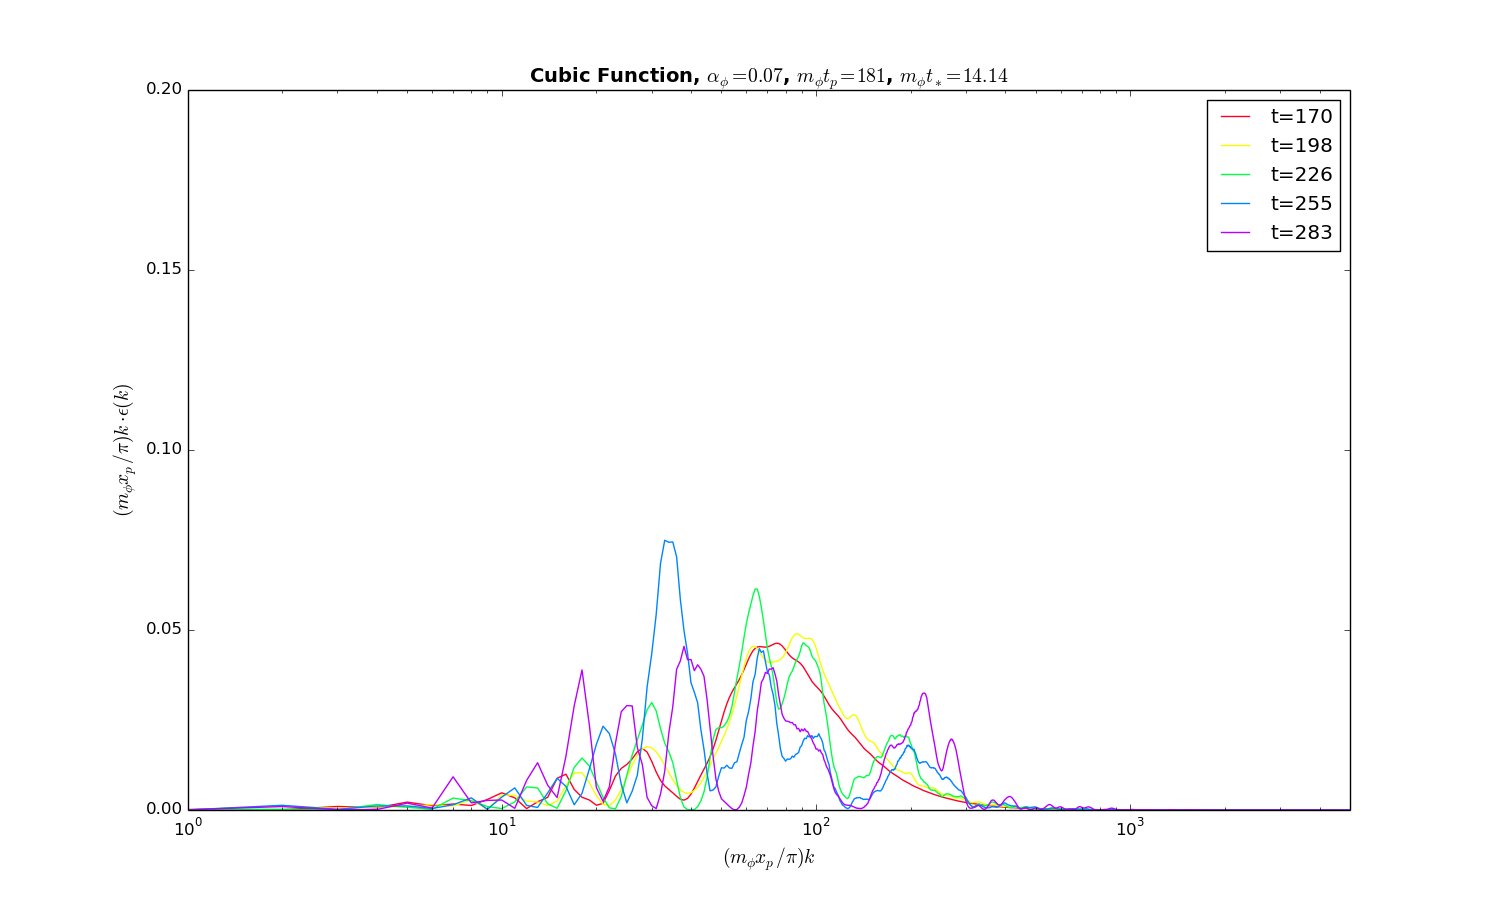 Cubic Function, α_ϕ=0.07, m_ϕt_p=181, m_ϕt_*=14.14
0.20
0.15
0.10
0.05
0.00
(m_ϕx_p/π)k·ϵ(k)
t=170
t=198
t=226
t=255
t=283
10^0
10^1
10^2
10^3
(m_ϕx_p/π)k